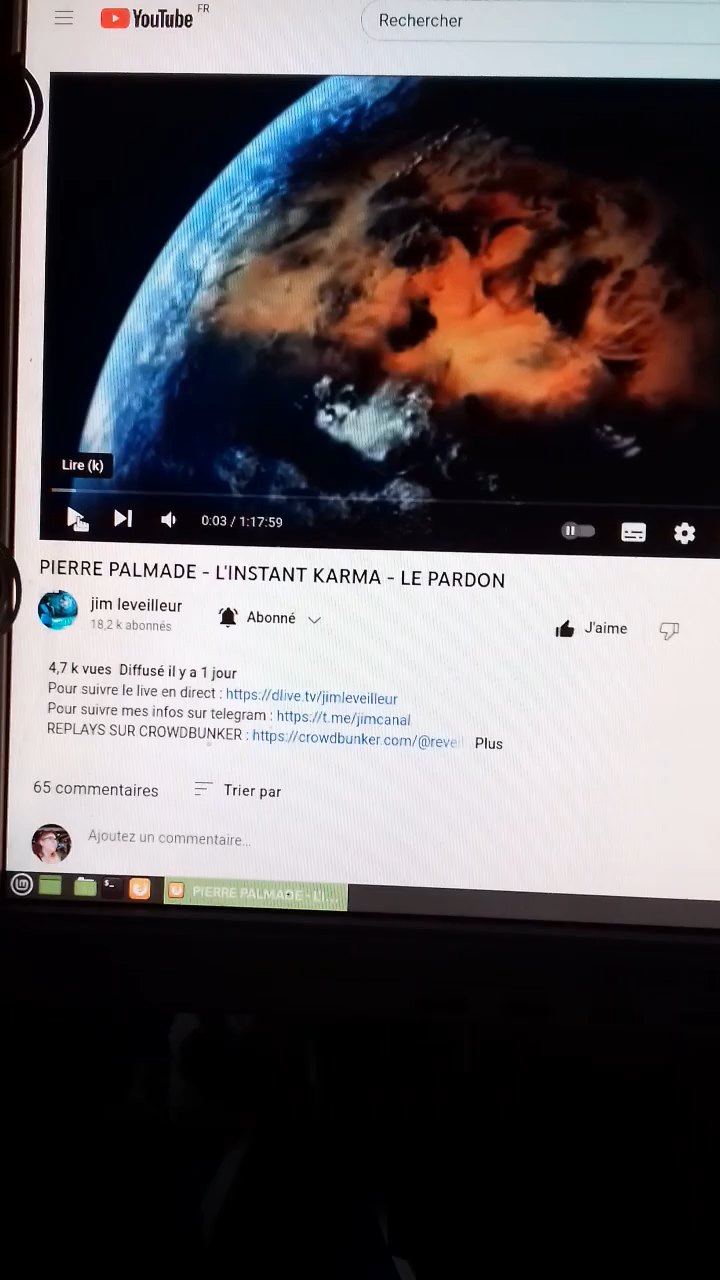 YouTube FR
Rechercher
Lire (k)
0:03 / 1:17:59
PIERRE PALMADE - L'INSTANT KARMA - LE PARDON
jim leveilleur
18,2 k abonnés
Abonné
J'aime
4,7 k vues Diffusé il y a 1 jour
Pour suivre le live en direct : https://dlive.tv/jimleveilleur
Pour suivre mes infos sur telegram : https://t.me/jimcanal
REPLAYS SUR CROWDBUNKER : https://crowdbunker.com/@revei Plus
65 commentaires
Trier par
Ajoutez un commentaire...
PIERRE PALMADE - L'I...